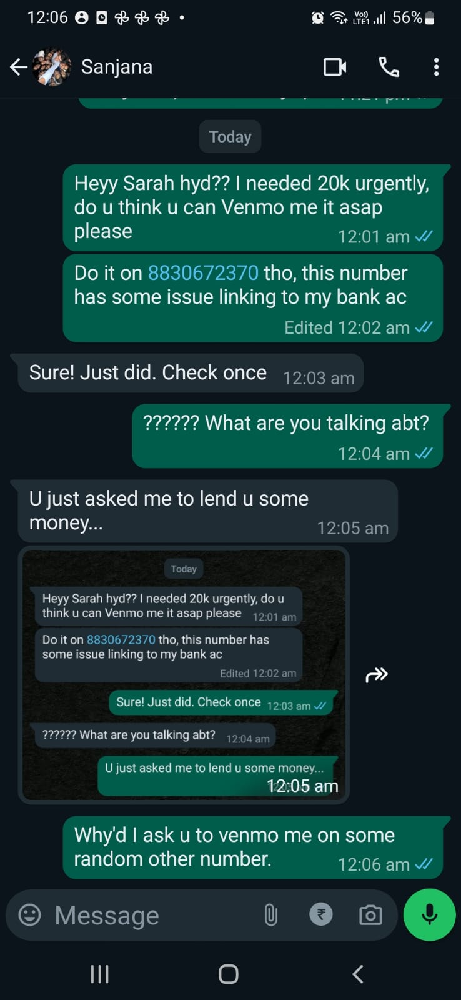 12:06 Vo)) LTE1 56%
Sanjana
Today
Heyy Sarah hyd?? I needed 20k urgently,
do u think u can Venmo me it asap
please 12:01 am
Do it on 8830672370 tho, this number
has some issue linking to my bank ac
Edited 12:02 am
Sure! Just did. Check once 12:03 am
?????? What are you talking abt?
12:04 am
U just asked me to lend u some
money... 12:05 am
Today
Heyy Sarah hyd?? I needed 20k urgently, do u
think u can Venmo me it asap please 12:01 am
Do it on 8830672370 tho, this number has
some issue linking to my bank ac
Edited 12:02 am
Sure! Just did. Check once 12:03 am
?????? What are you talking abt? 12:04 am
U just asked me to lend u some money...
12:05 am
Why'd I ask u to venmo me on some
random other number. 12:06 am
Message ₹